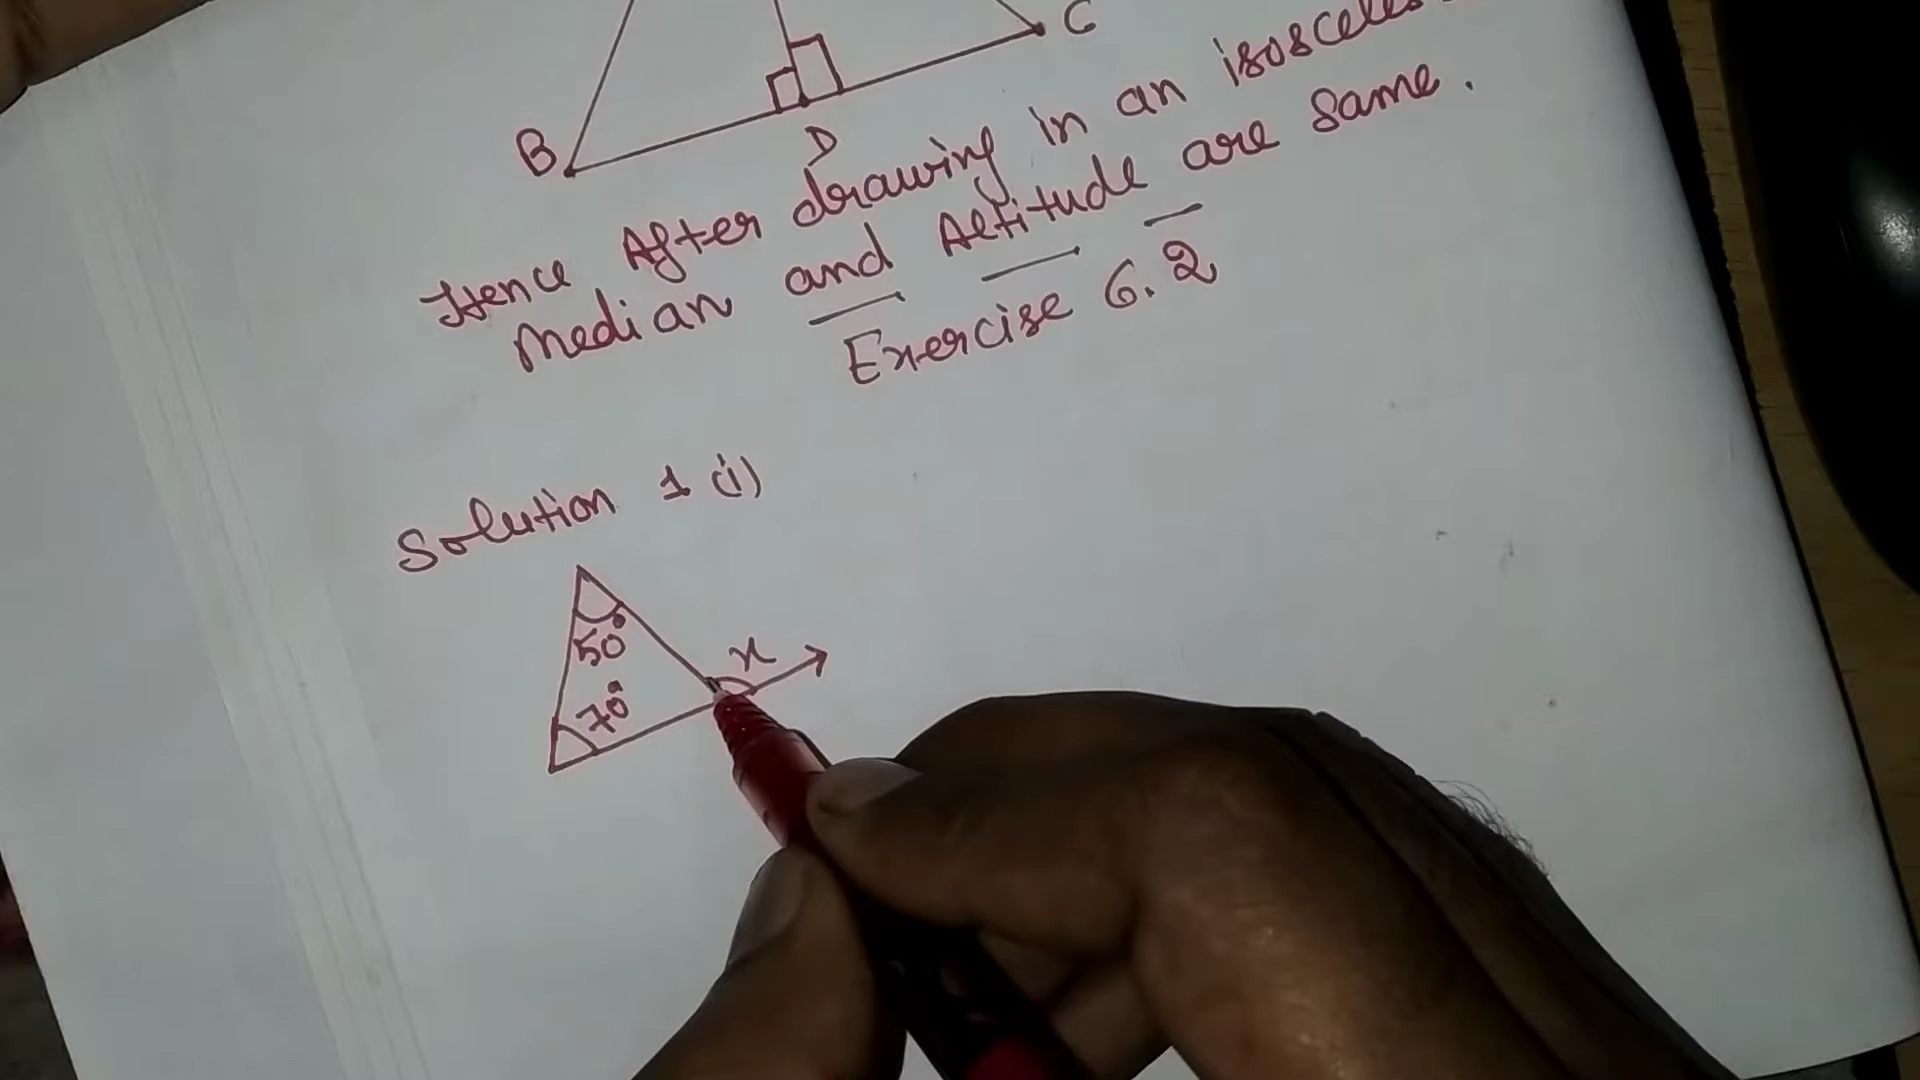 C
B
D
Hence After drawing in an isosceles
Median and Altitude are same.
Exercise 6.2
Solution 1 (i)
50°
x
70°